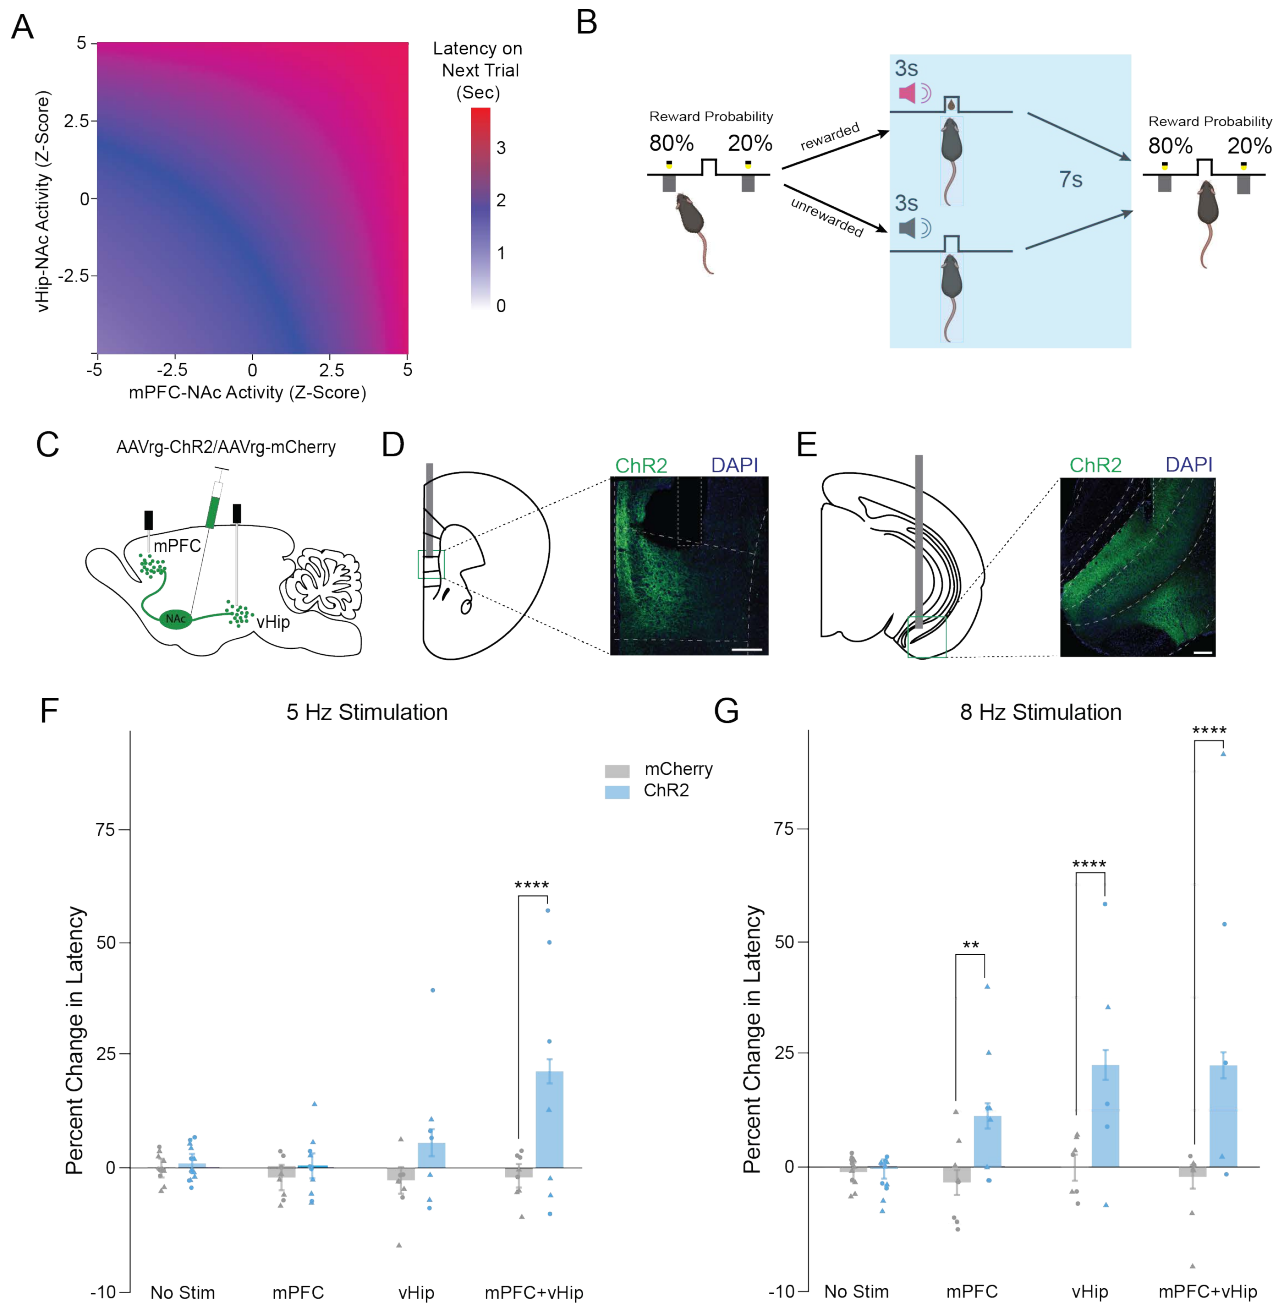 A
Latency on
Next Trial
(Sec)
5
2.5
0
-2.5
-5
-2.5
0
2.5
5
vHip-NAc Activity (Z-Score)
mPFC-NAc Activity (Z-Score)
3
2
1
0
B
Reward Probability
80%
20%
rewarded
unrewarded
3s
3s
7s
Reward Probability
80%
20%
C
AAVrg-ChR2/AAVrg-mCherry
mPFC
NAc
vHip
D
ChR2
DAPI
E
ChR2
DAPI
F
5 Hz Stimulation
mCherry
ChR2
Percent Change in Latency
75
50
25
0
-10
****
No Stim
mPFC
vHip
mPFC+vHip
G
8 Hz Stimulation
Percent Change in Latency
75
50
25
0
-10
**
****
****
No Stim
mPFC
vHip
mPFC+vHip